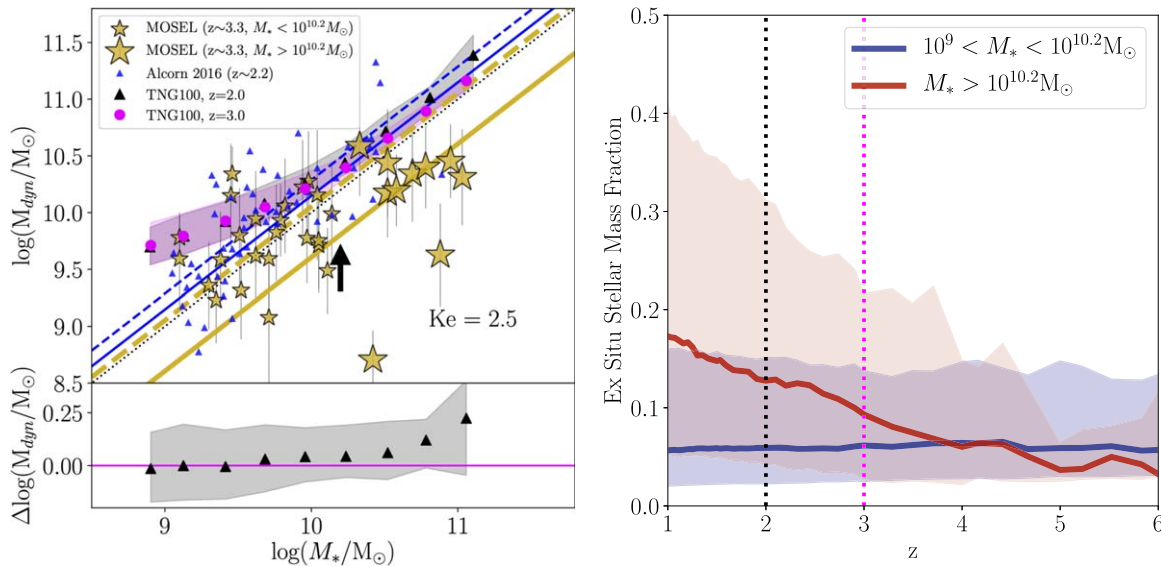 MOSEL (z~3.3, M* < 10^10.2 M⊙)
MOSEL (z~3.3, M* > 10^10.2 M⊙)
Alcorn 2016 (z~2.2)
TNG100, z=2.0
TNG100, z=3.0
log(Mdyn/M⊙)
11.5
11.0
10.5
10.0
9.5
9.0
8.5
Ke = 2.5
Δlog(Mdyn/M⊙)
0.25
0.00
9
10
11
log(M*/M⊙)
10^9 < M* < 10^10.2 M⊙
M* > 10^10.2 M⊙
Ex Situ Stellar Mass Fraction
0.5
0.4
0.3
0.2
0.1
0.0
1
2
3
4
5
6
z